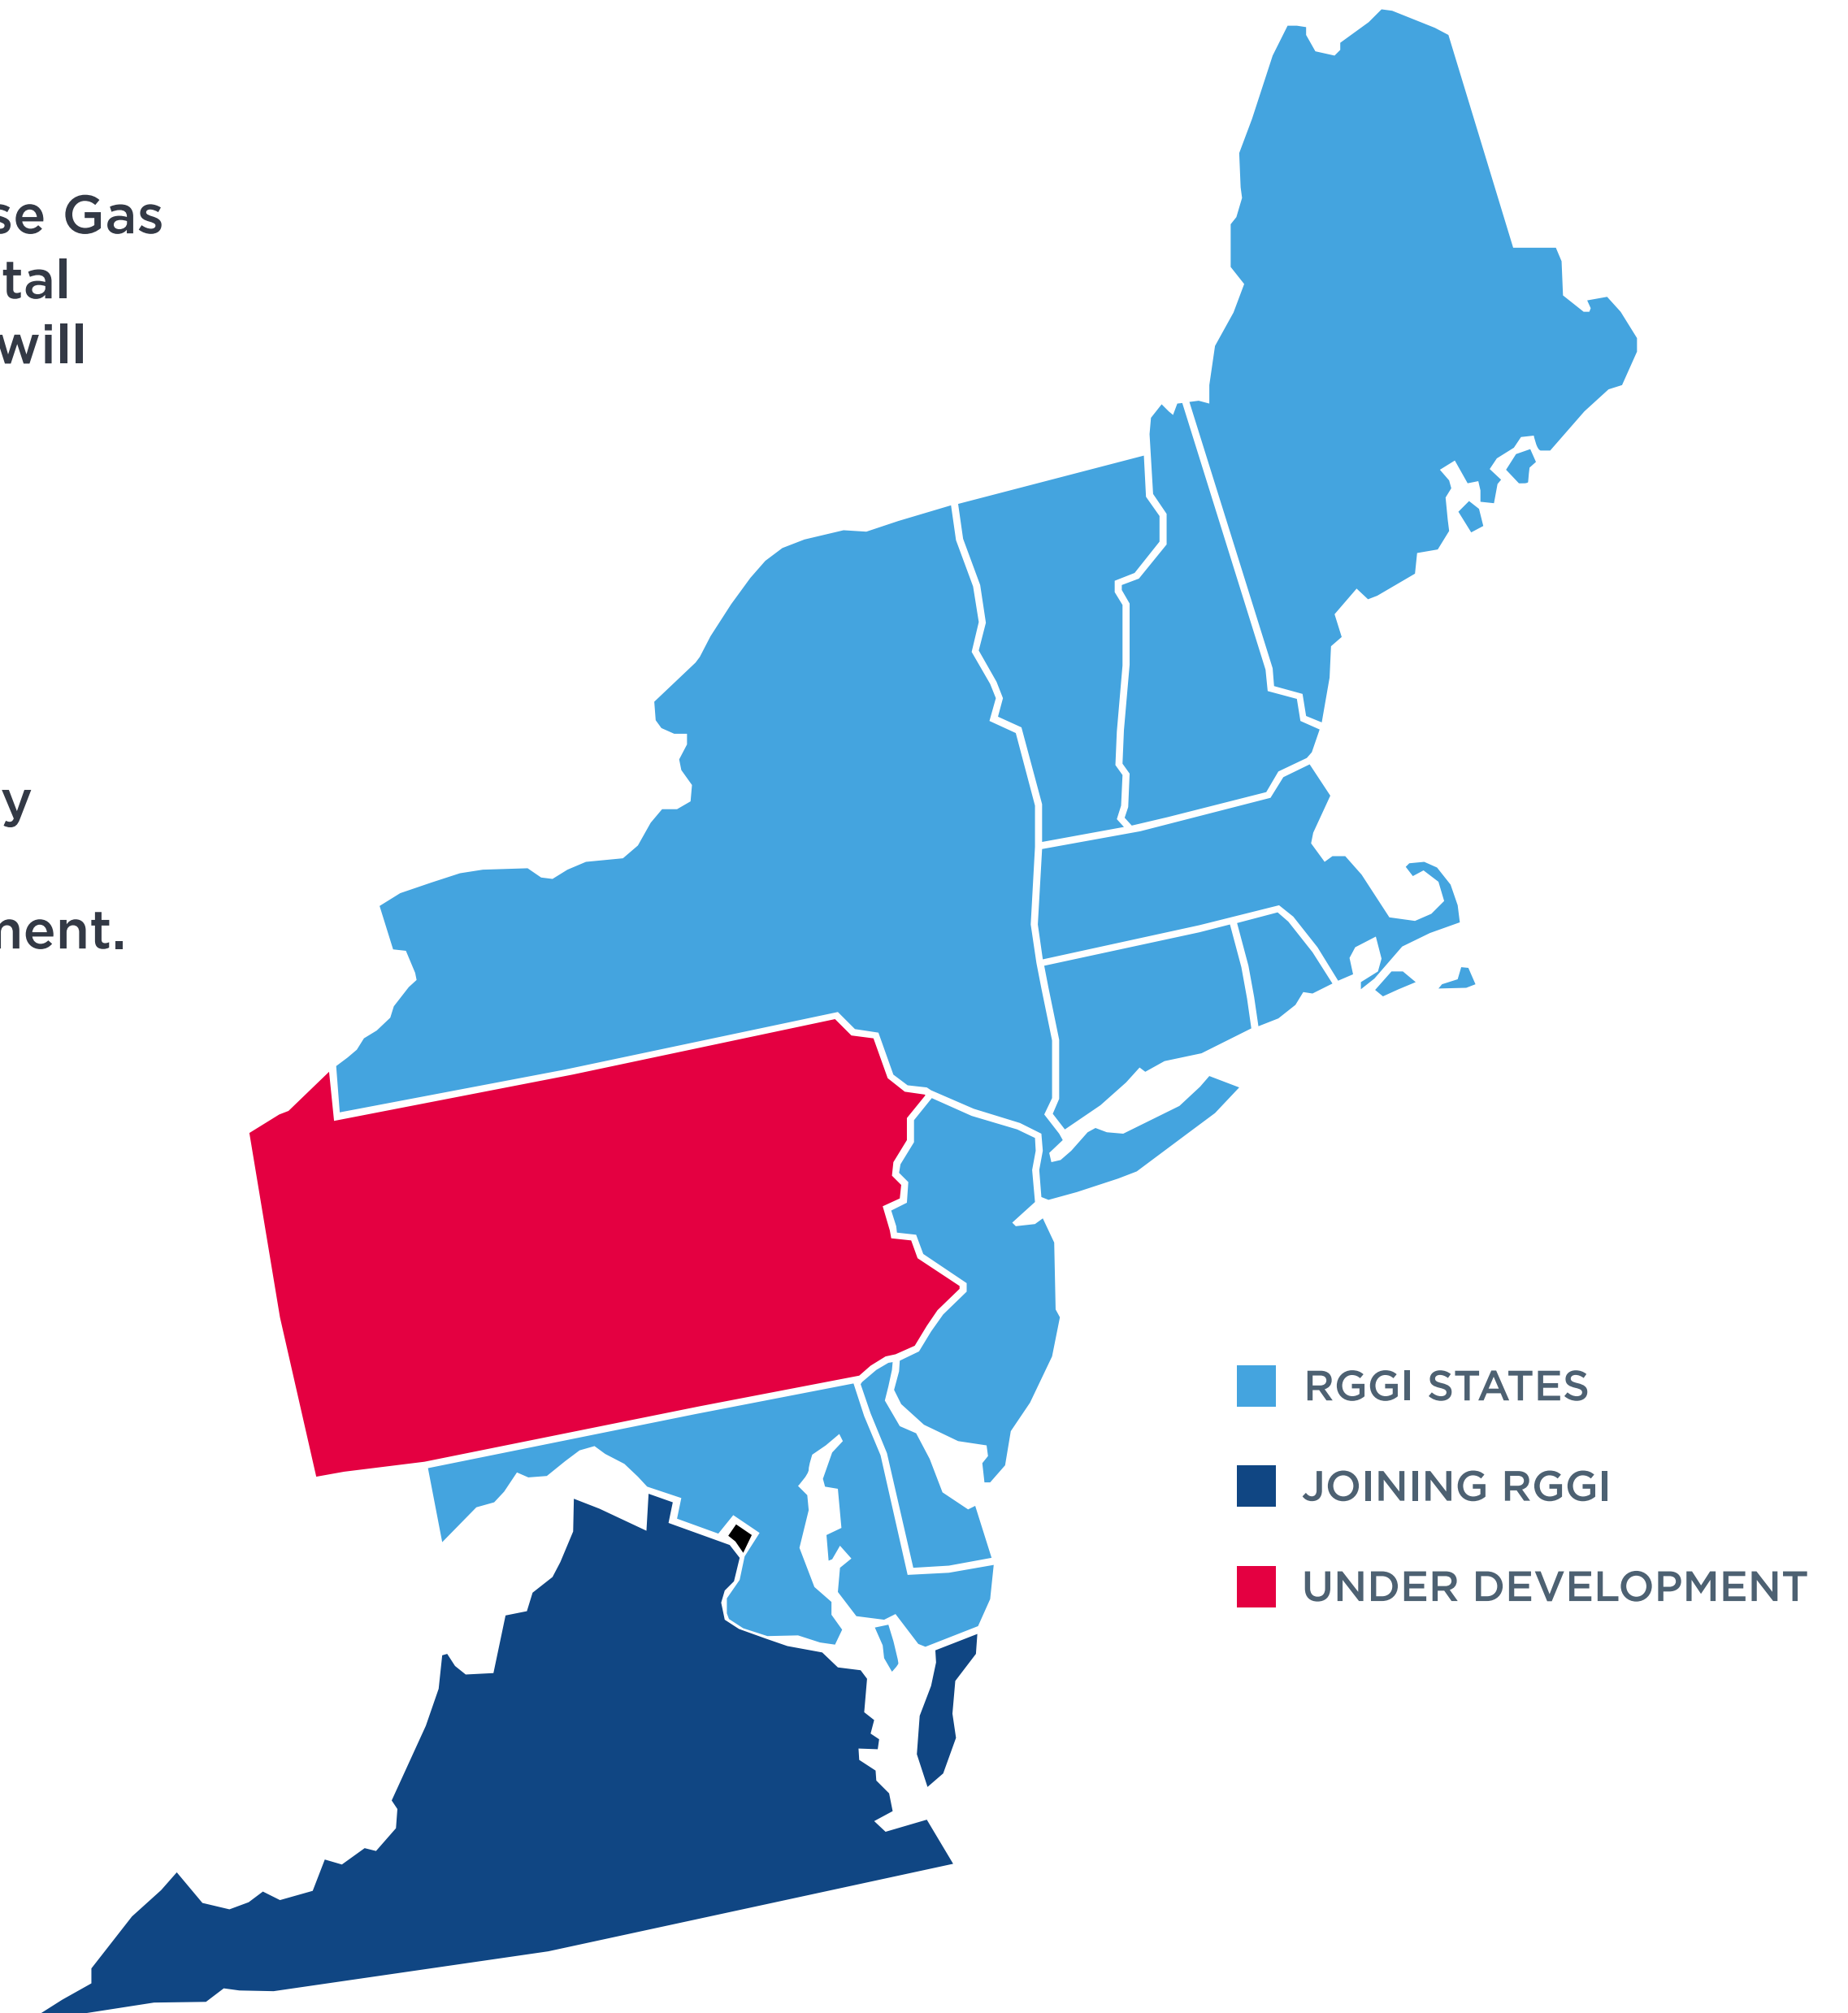 se Gas
tal
will
y
ment.
RGGI STATES
JOINING RGGI
UNDER DEVELOPMENT